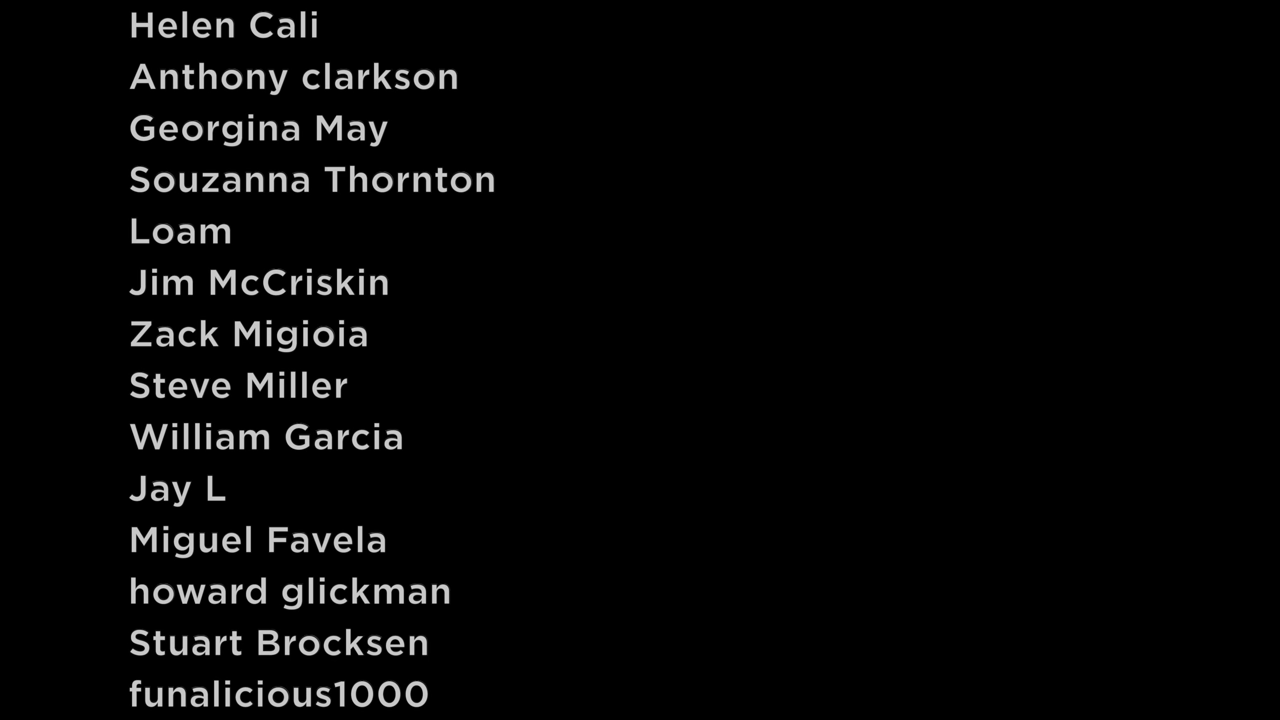 Helen Cali
Anthony clarkson
Georgina May
Souzanna Thornton
Loam
Jim McCriskin
Zack Migioia
Steve Miller
William Garcia
Jay L
Miguel Favela
howard glickman
Stuart Brocksen
funalicious1000